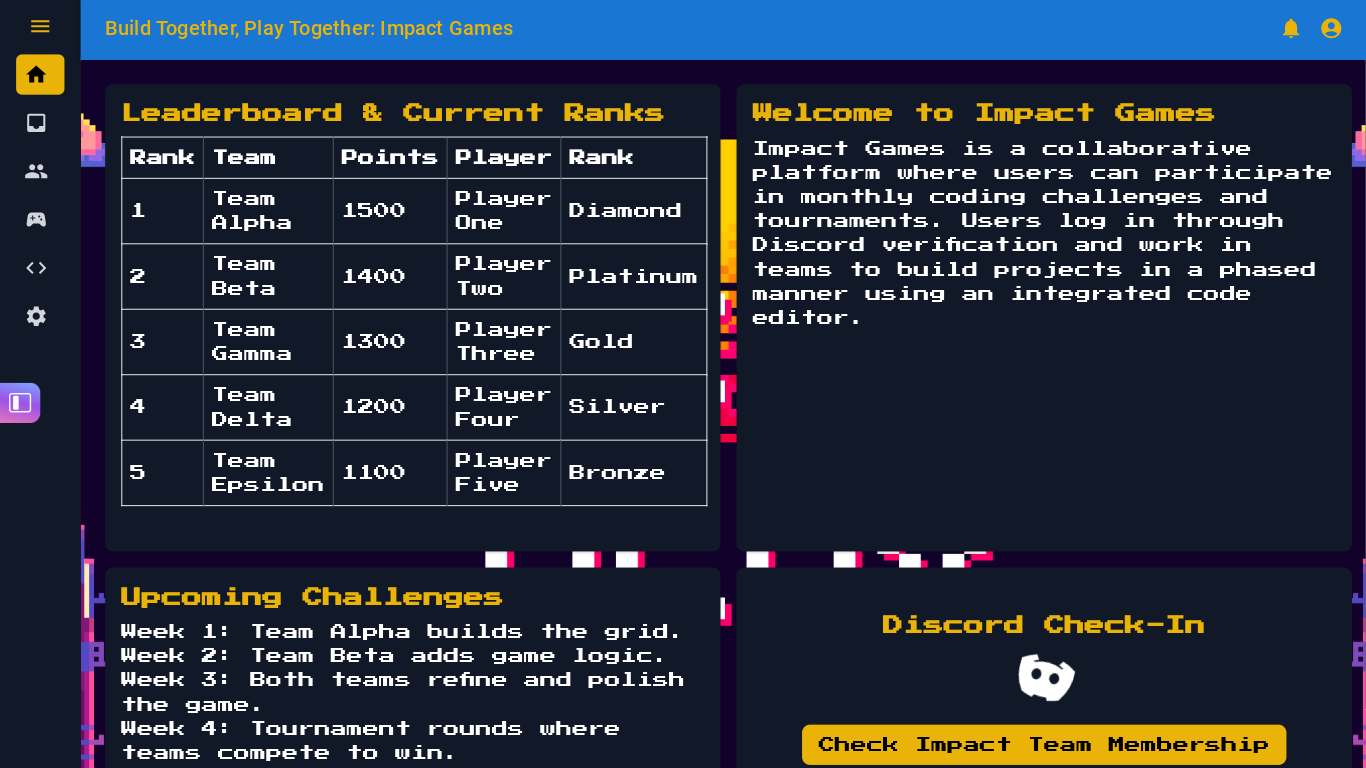 Build Together, Play Together: Impact Games
Leaderboard & Current Ranks
Rank Team Points Player Rank
1 Team Alpha 1500 Player One Diamond
2 Team Beta 1400 Player Two Platinum
3 Team Gamma 1300 Player Three Gold
4 Team Delta 1200 Player Four Silver
5 Team Epsilon 1100 Player Five Bronze
Welcome to Impact Games
Impact Games is a collaborative
platform where users can participate
in monthly coding challenges and
tournaments. Users log in through
Discord verification and work in
teams to build projects in a phased
manner using an integrated code
editor.
Upcoming Challenges
Week 1: Team Alpha builds the grid.
Week 2: Team Beta adds game logic.
Week 3: Both teams refine and polish
the game.
Week 4: Tournament rounds where
teams compete to win.
Discord Check-In
Check Impact Team Membership